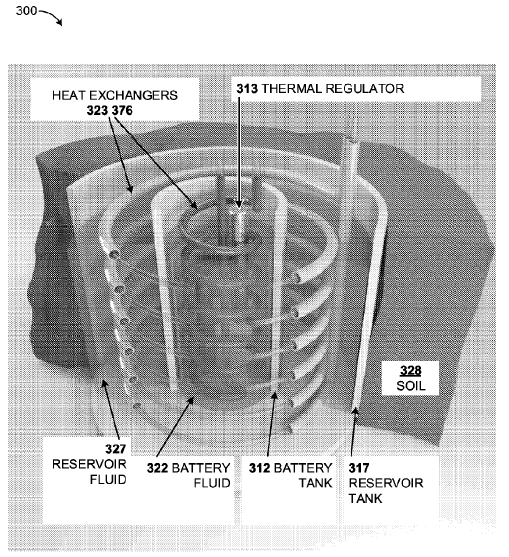 300
HEAT EXCHANGERS
323 376
313 THERMAL REGULATOR
328
SOIL
327
RESERVOIR
FLUID
322 BATTERY
FLUID
312 BATTERY
TANK
317
RESERVOIR
TANK